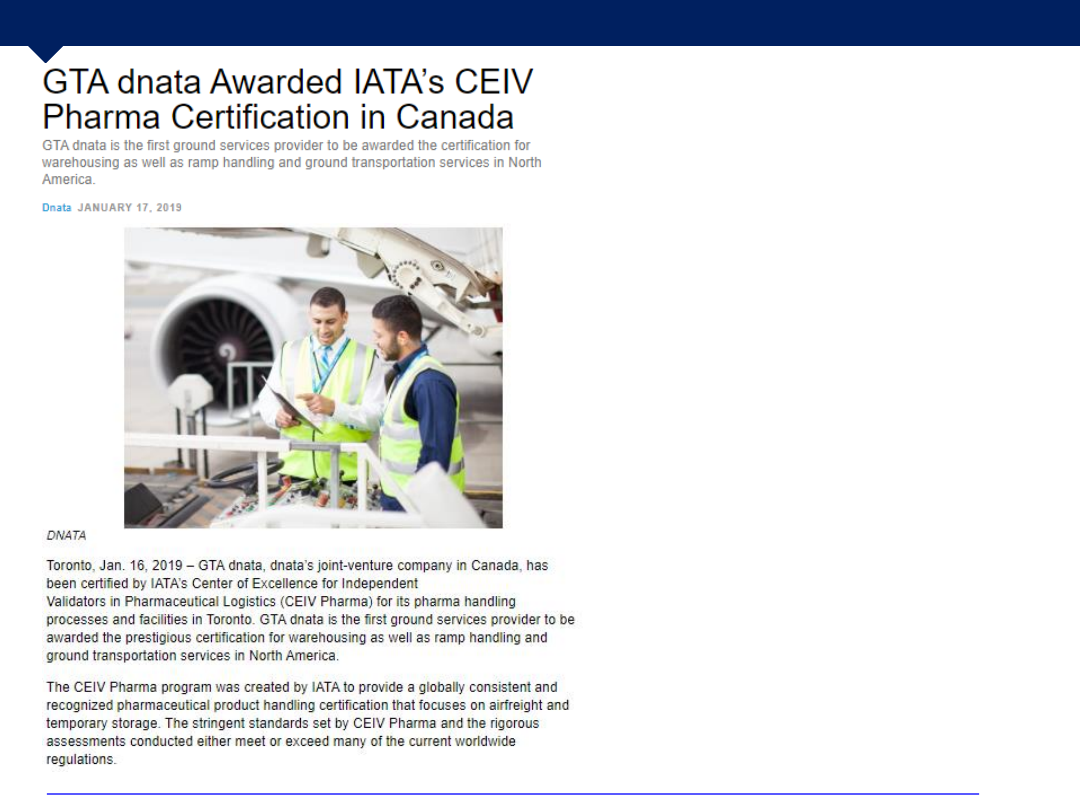 GTA dnata Awarded IATA’s CEIV
Pharma Certification in Canada
GTA dnata is the first ground services provider to be awarded the certification for
warehousing as well as ramp handling and ground transportation services in North
America.
Dnata JANUARY 17, 2019
DNATA
Toronto, Jan. 16, 2019 – GTA dnata, dnata’s joint-venture company in Canada, has
been certified by IATA’s Center of Excellence for Independent
Validators in Pharmaceutical Logistics (CEIV Pharma) for its pharma handling
processes and facilities in Toronto. GTA dnata is the first ground services provider to be
awarded the prestigious certification for warehousing as well as ramp handling and
ground transportation services in North America.
The CEIV Pharma program was created by IATA to provide a globally consistent and
recognized pharmaceutical product handling certification that focuses on airfreight and
temporary storage. The stringent standards set by CEIV Pharma and the rigorous
assessments conducted either meet or exceed many of the current worldwide
regulations.